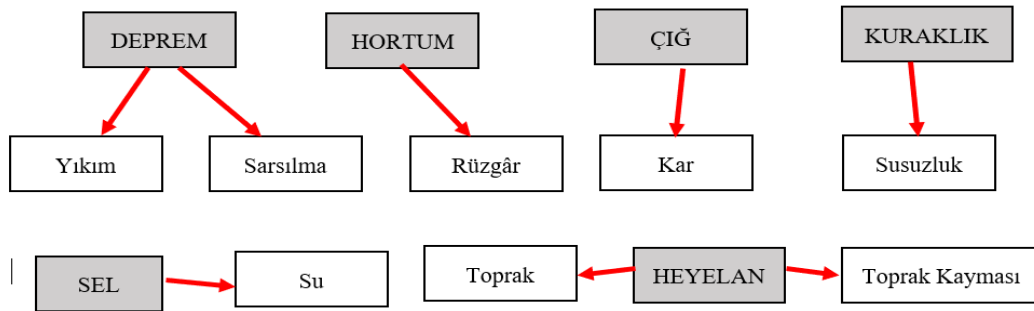 DEPREM
HORTUM
ÇIĞ
KURAKLIK
Yıkım
Sarsılma
Rüzgâr
Kar
Susuzluk
SEL
Su
Toprak
HEYELAN
Toprak Kayması